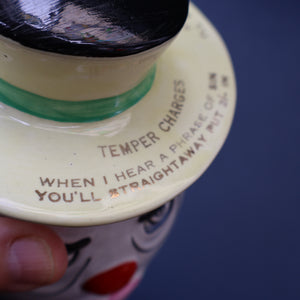 TEMPER CHARGES
WHEN I HEAR A PHRASE OF SIN
YOU'LL STRAIGHTAWAY PUT 2d IN